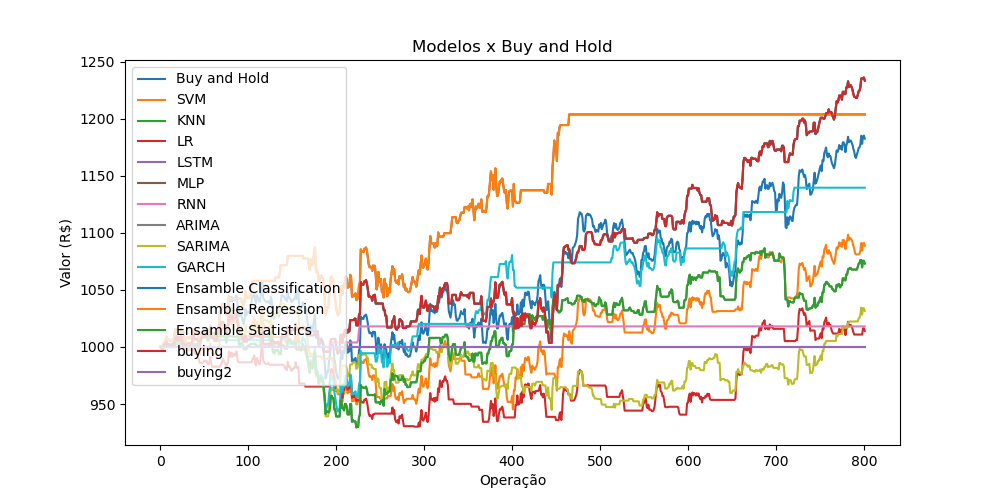 Modelos x Buy and Hold
Valor (R$)
1250
1200
1150
1100
1050
1000
950
Buy and Hold
SVM
KNN
LR
LSTM
MLP
RNN
ARIMA
SARIMA
GARCH
Ensamble Classification
Ensamble Regression
Ensamble Statistics
buying
buying2
0 100 200 300 400 500 600 700 800
Operação